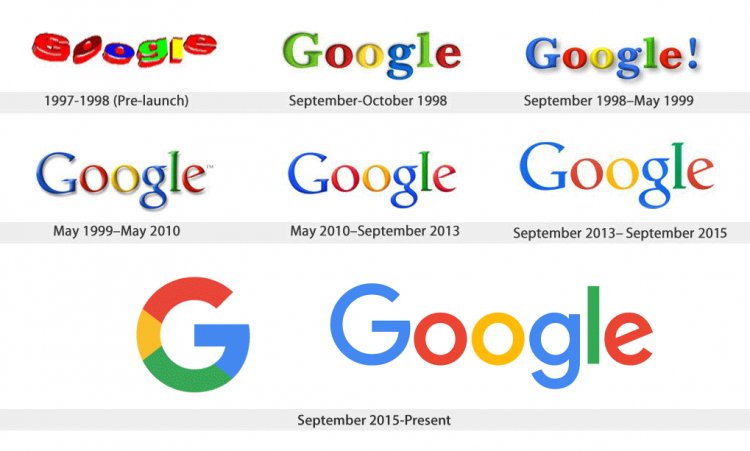 Google
Google
Google!
1997-1998 (Pre-launch)
September-October 1998
September 1998–May 1999
Google™
Google
Google
May 1999–May 2010
May 2010–September 2013
September 2013– September 2015
G
Google
September 2015-Present